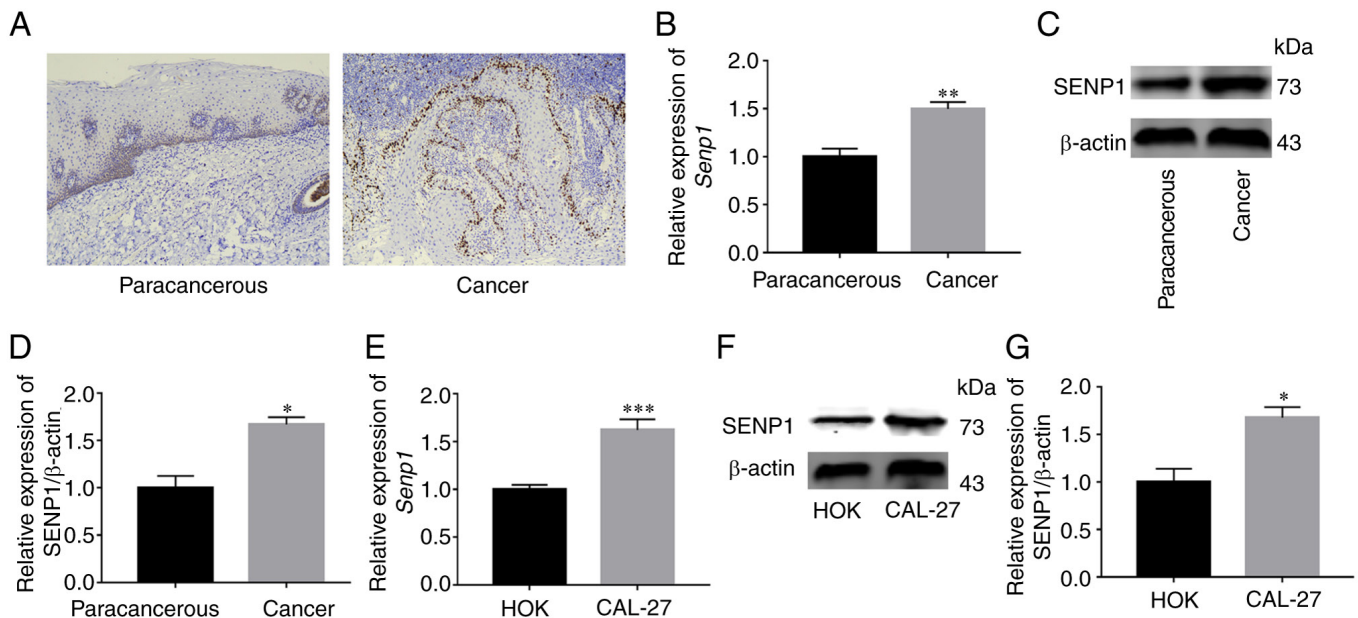 A
Paracancerous
Cancer
B
Relative expression of
Senp1
2.0
1.5
1.0
0.5
0.0
**
Paracancerous
Cancer
C
kDa
SENP1
73
β-actin
43
Paracancerous
Cancer
D
Relative expression of
SENP1/β-actin
2.0
1.5
1.0
0.5
0.0
*
Paracancerous
Cancer
E
Relative expression of
Senp1
2.0
1.5
1.0
0.5
0.0
***
HOK
CAL-27
F
kDa
SENP1
73
β-actin
43
HOK
CAL-27
G
Relative expression of
SENP1/β-actin
2.0
1.5
1.0
0.5
0.0
*
HOK
CAL-27